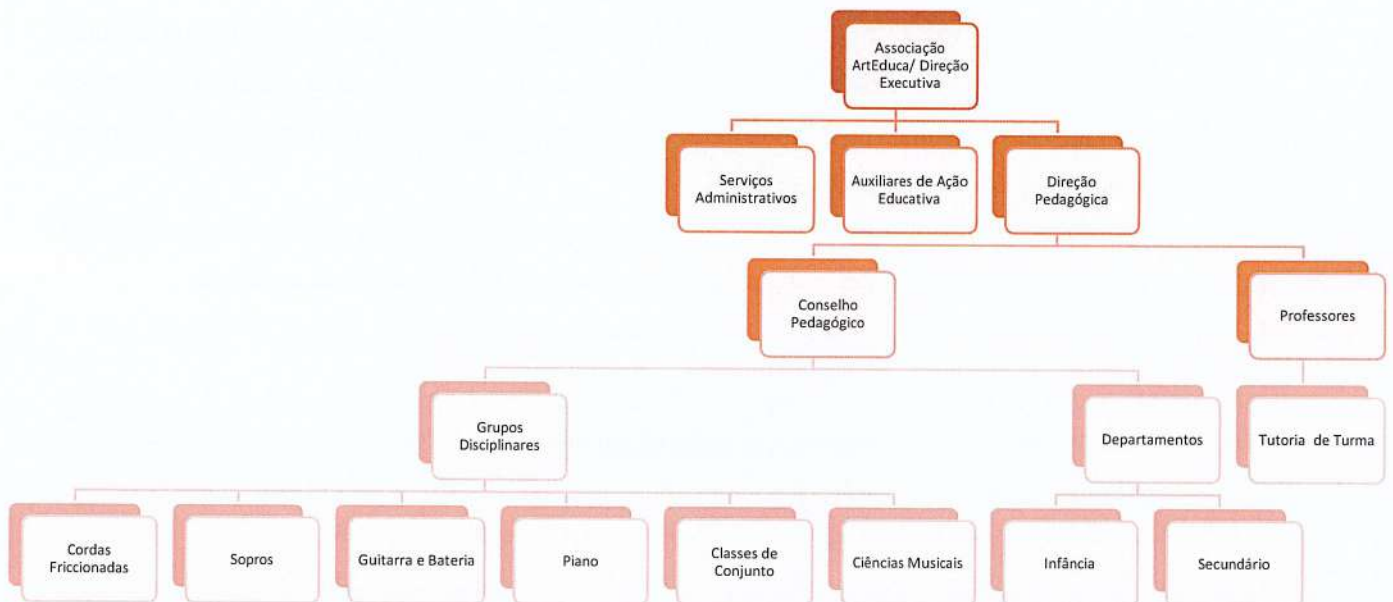 Associação
ArtEduca/ Direção
Executiva
Serviços
Administrativos
Auxiliares de Ação
Educativa
Direção
Pedagógica
Conselho
Pedagógico
Professores
Grupos
Disciplinares
Departamentos
Tutoria de Turma
Cordas
Friccionadas
Sopros
Guitarra e Bateria
Piano
Classes de
Conjunto
Ciências Musicais
Infância
Secundário